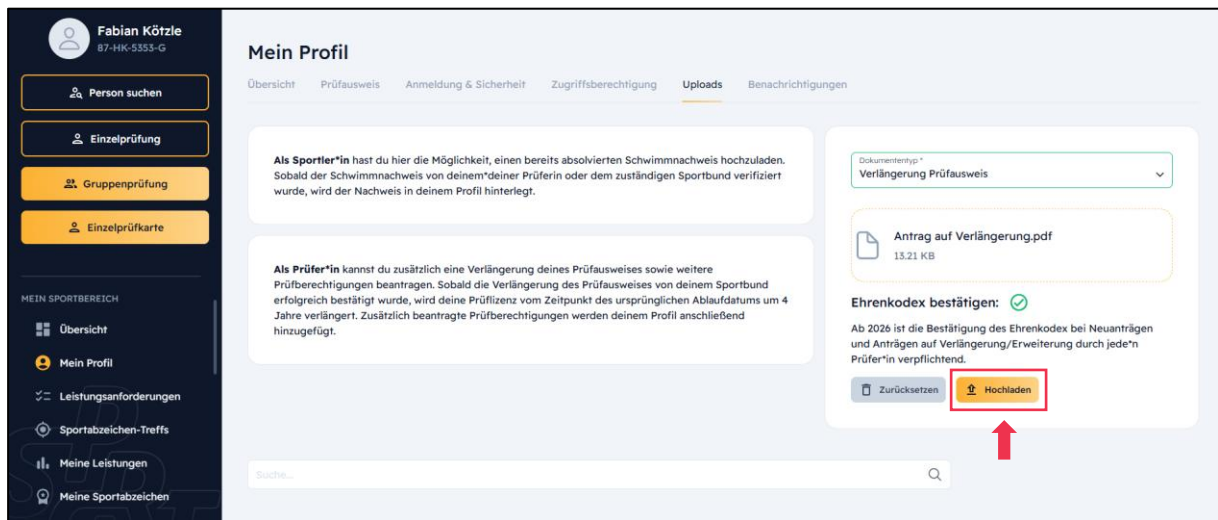 Fabian Kötzle
87-HK-5353-G
Person suchen
Einzelprüfung
Gruppenprüfung
Einzelprüfkarte
MEIN SPORTBEREICH
Übersicht
Mein Profil
Leistungsanforderungen
Sportabzeichen-Treffs
Meine Leistungen
Meine Sportabzeichen
Mein Profil
Übersicht Prüfausweis Anmeldung & Sicherheit Zugriffsberechtigung Uploads Benachrichtigungen
Als Sportler*in hast du hier die Möglichkeit, einen bereits absolvierten Schwimmnachweis hochzuladen.
Sobald der Schwimmnachweis von deinem*deiner Prüferin oder dem zuständigen Sportbund verifiziert
wurde, wird der Nachweis in deinem Profil hinterlegt.
Als Prüfer*in kannst du zusätzlich eine Verlängerung deines Prüfausweises sowie weitere
Prüfberechtigungen beantragen. Sobald die Verlängerung des Prüfausweises von deinem Sportbund
erfolgreich bestätigt wurde, wird deine Prüflizenz vom Zeitpunkt des ursprünglichen Ablaufdatums um 4
Jahre verlängert. Zusätzlich beantragte Prüfberechtigungen werden deinem Profil anschließend
hinzugefügt.
Dokumententyp *
Verlängerung Prüfausweis
Antrag auf Verlängerung.pdf
13.21 KB
Ehrenkodex bestätigen:
Ab 2026 ist die Bestätigung des Ehrenkodex bei Neuanträgen
und Anträgen auf Verlängerung/Erweiterung durch jede*n
Prüfer*in verpflichtend.
Zurücksetzen Hochladen
Suche...